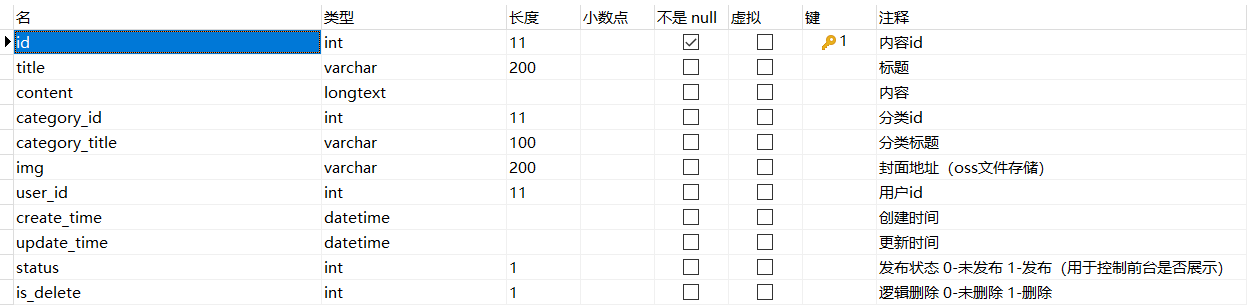 名 类型 长度 小数点 不是 null 虚拟 键 注释
id int 11 1 内容id
title varchar 200 标题
content longtext 内容
category_id int 11 分类id
category_title varchar 100 分类标题
img varchar 200 封面地址（oss文件存储）
user_id int 11 用户id
create_time datetime 创建时间
update_time datetime 更新时间
status int 1 发布状态 0-未发布 1-发布（用于控制前台是否展示）
is_delete int 1 逻辑删除 0-未删除 1-删除